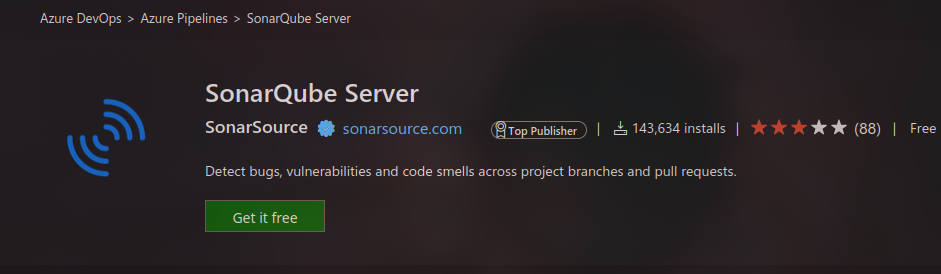 Azure DevOps > Azure Pipelines > SonarQube Server
SonarQube Server
SonarSource sonarsource.com Top Publisher | 143,634 installs | (88) | Free
Detect bugs, vulnerabilities and code smells across project branches and pull requests.
Get it free